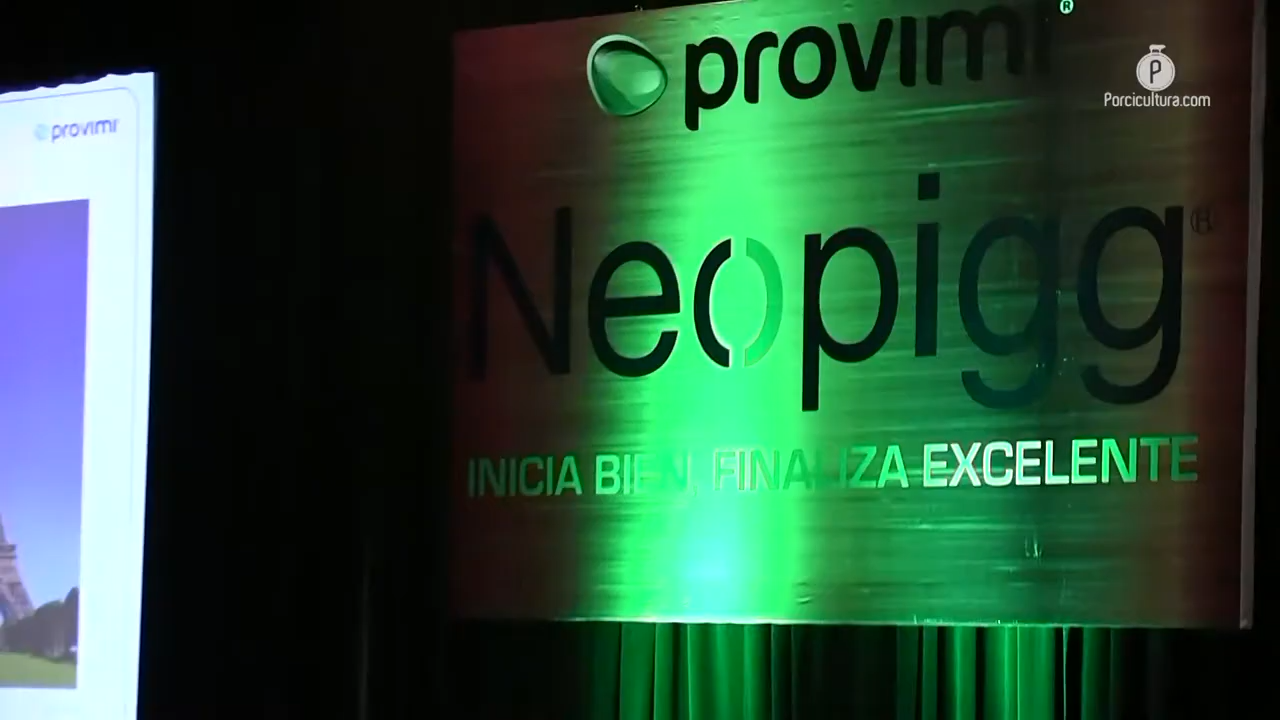 provimi
provimi®
Porcicultura.com
Neopigg®
INICIA BIEN, FINALIZA EXCELENTE